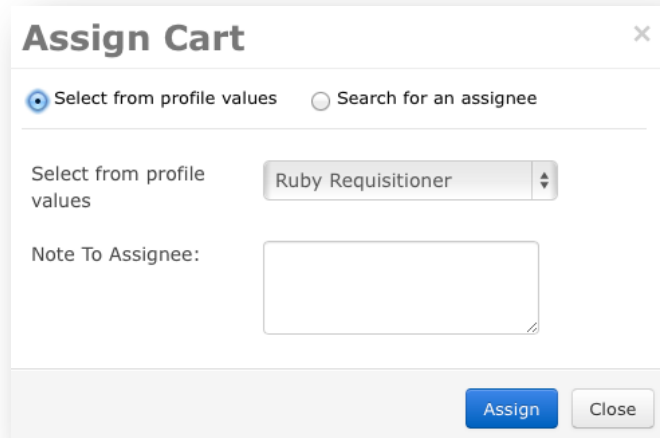 Assign Cart ×
Select from profile values Search for an assignee
Select from profile
values
Ruby Requisitioner
Note To Assignee:
Assign Close